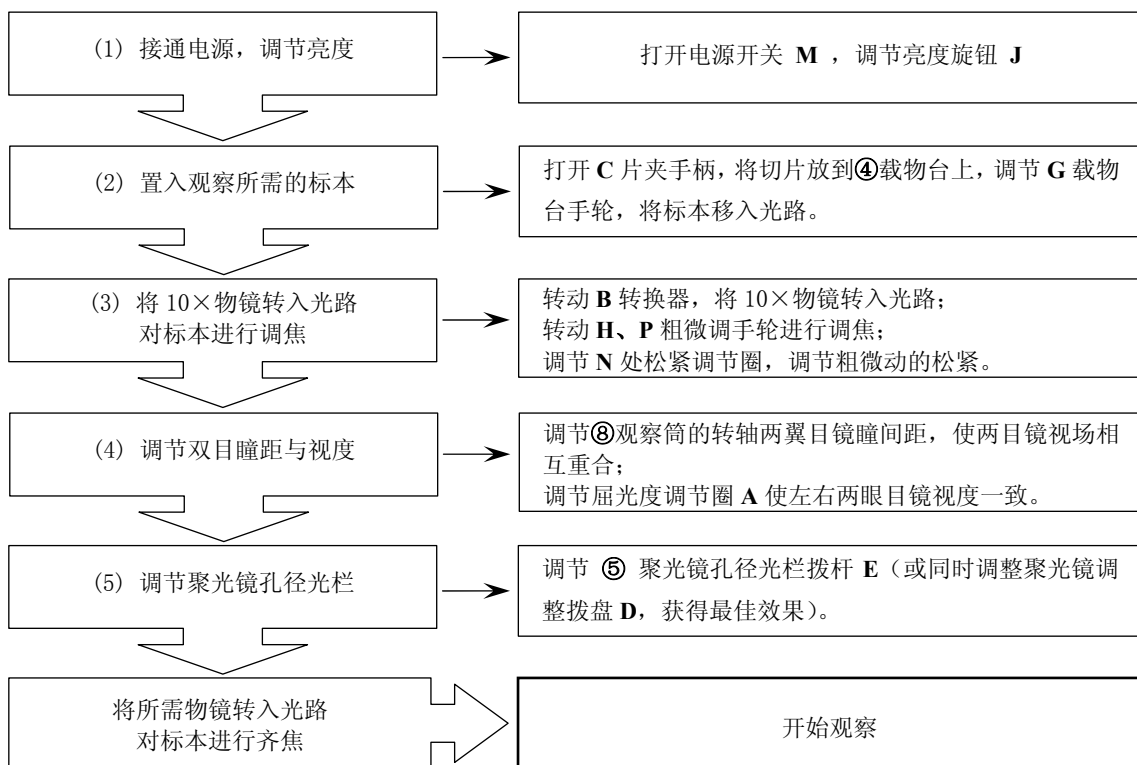 (1) 接通电源，调节亮度
打开电源开关 M ，调节亮度旋钮 J
(2) 置入观察所需的标本
打开 C 片夹手柄，将切片放到④载物台上，调节 G 载物
台手轮，将标本移入光路。
(3) 将 10×物镜转入光路
对标本进行调焦
转动 B 转换器，将 10×物镜转入光路；
转动 H、P 粗微调手轮进行调焦；
调节 N 处松紧调节圈，调节粗微动的松紧。
(4) 调节双目瞳距与视度
调节⑧观察筒的转轴两翼目镜瞳间距，使两目镜视场相
互重合；
调节屈光度调节圈 A 使左右两眼目镜视度一致。
(5) 调节聚光镜孔径光栏
调节 ⑤ 聚光镜孔径光栏拨杆 E（或同时调整聚光镜调
整拨盘 D，获得最佳效果）。
将所需物镜转入光路
对标本进行齐焦
开始观察